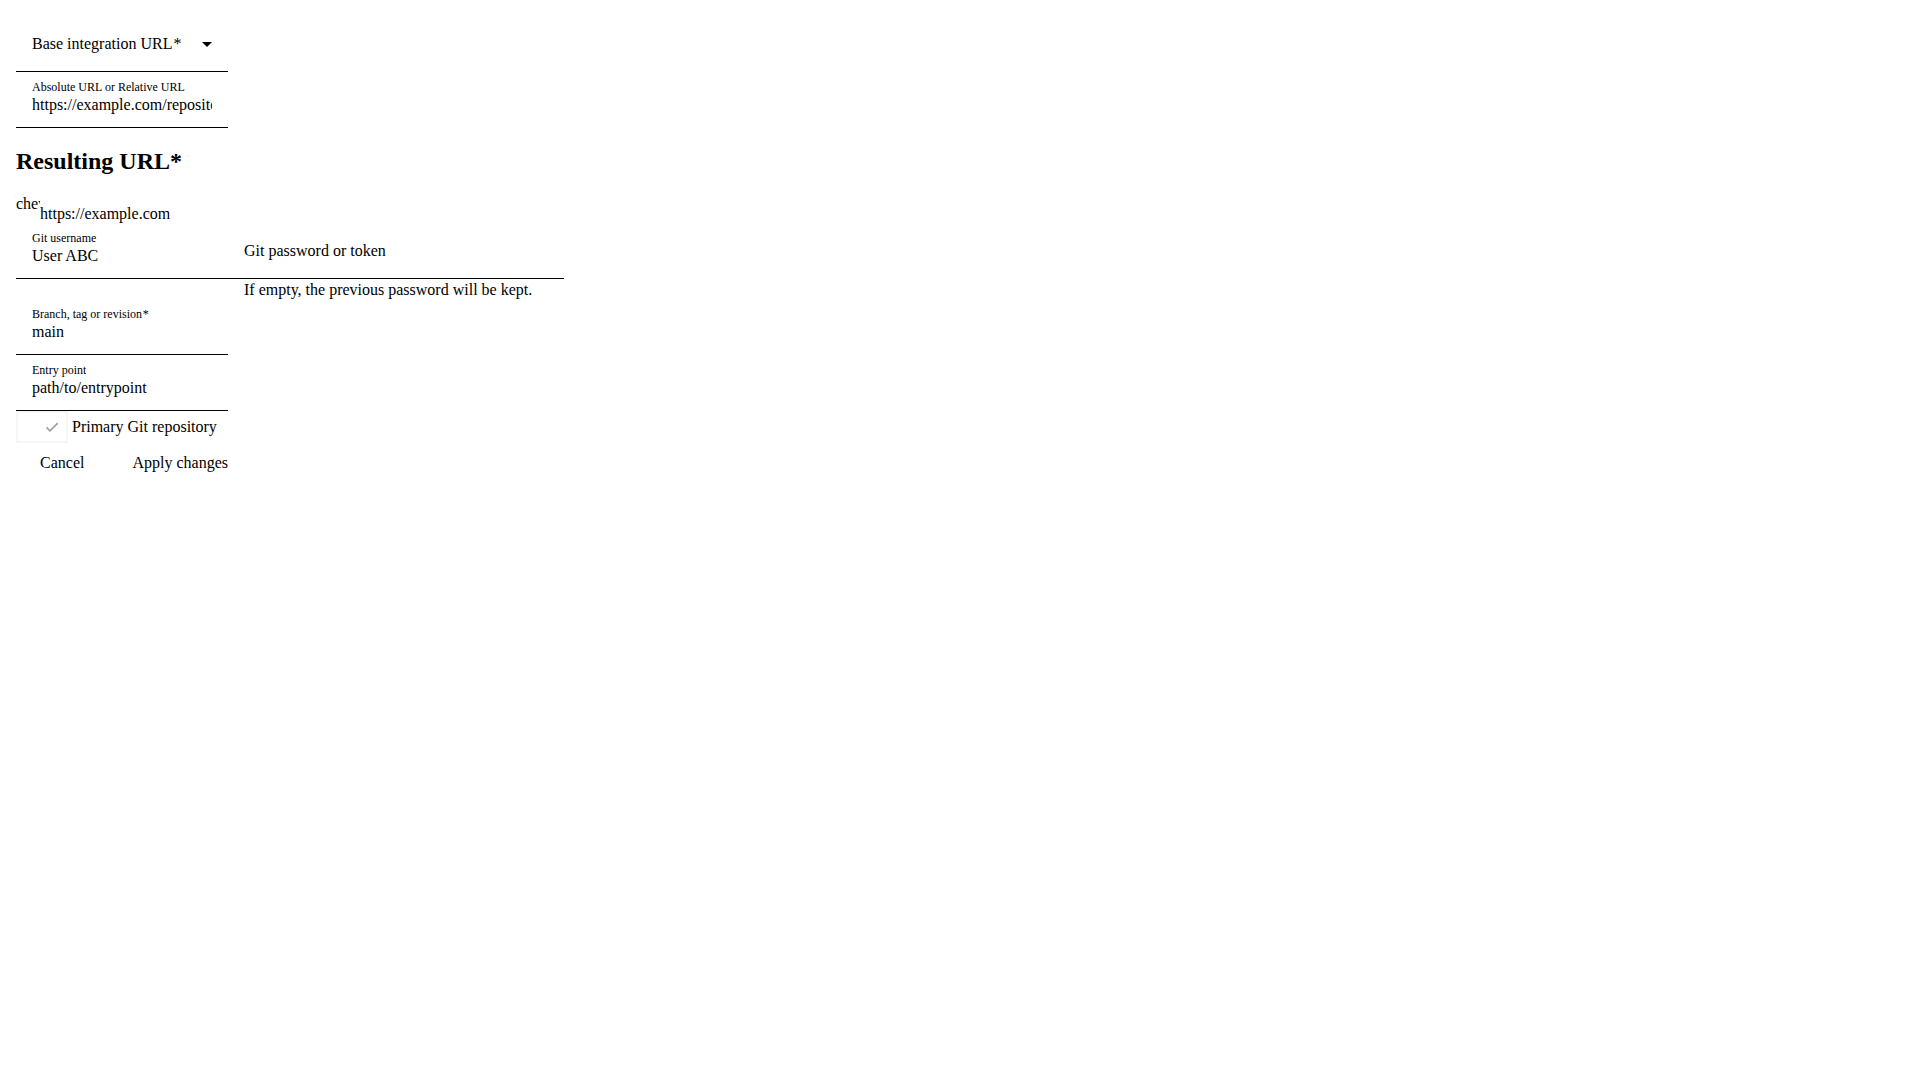 Base integration URL*
Absolute URL or Relative URL
https://example.com/reposit
Resulting URL*
https://example.com
Git username
User ABC
Git password or token
If empty, the previous password will be kept.
Branch, tag or revision*
main
Entry point
path/to/entrypoint
Primary Git repository
Cancel
Apply changes